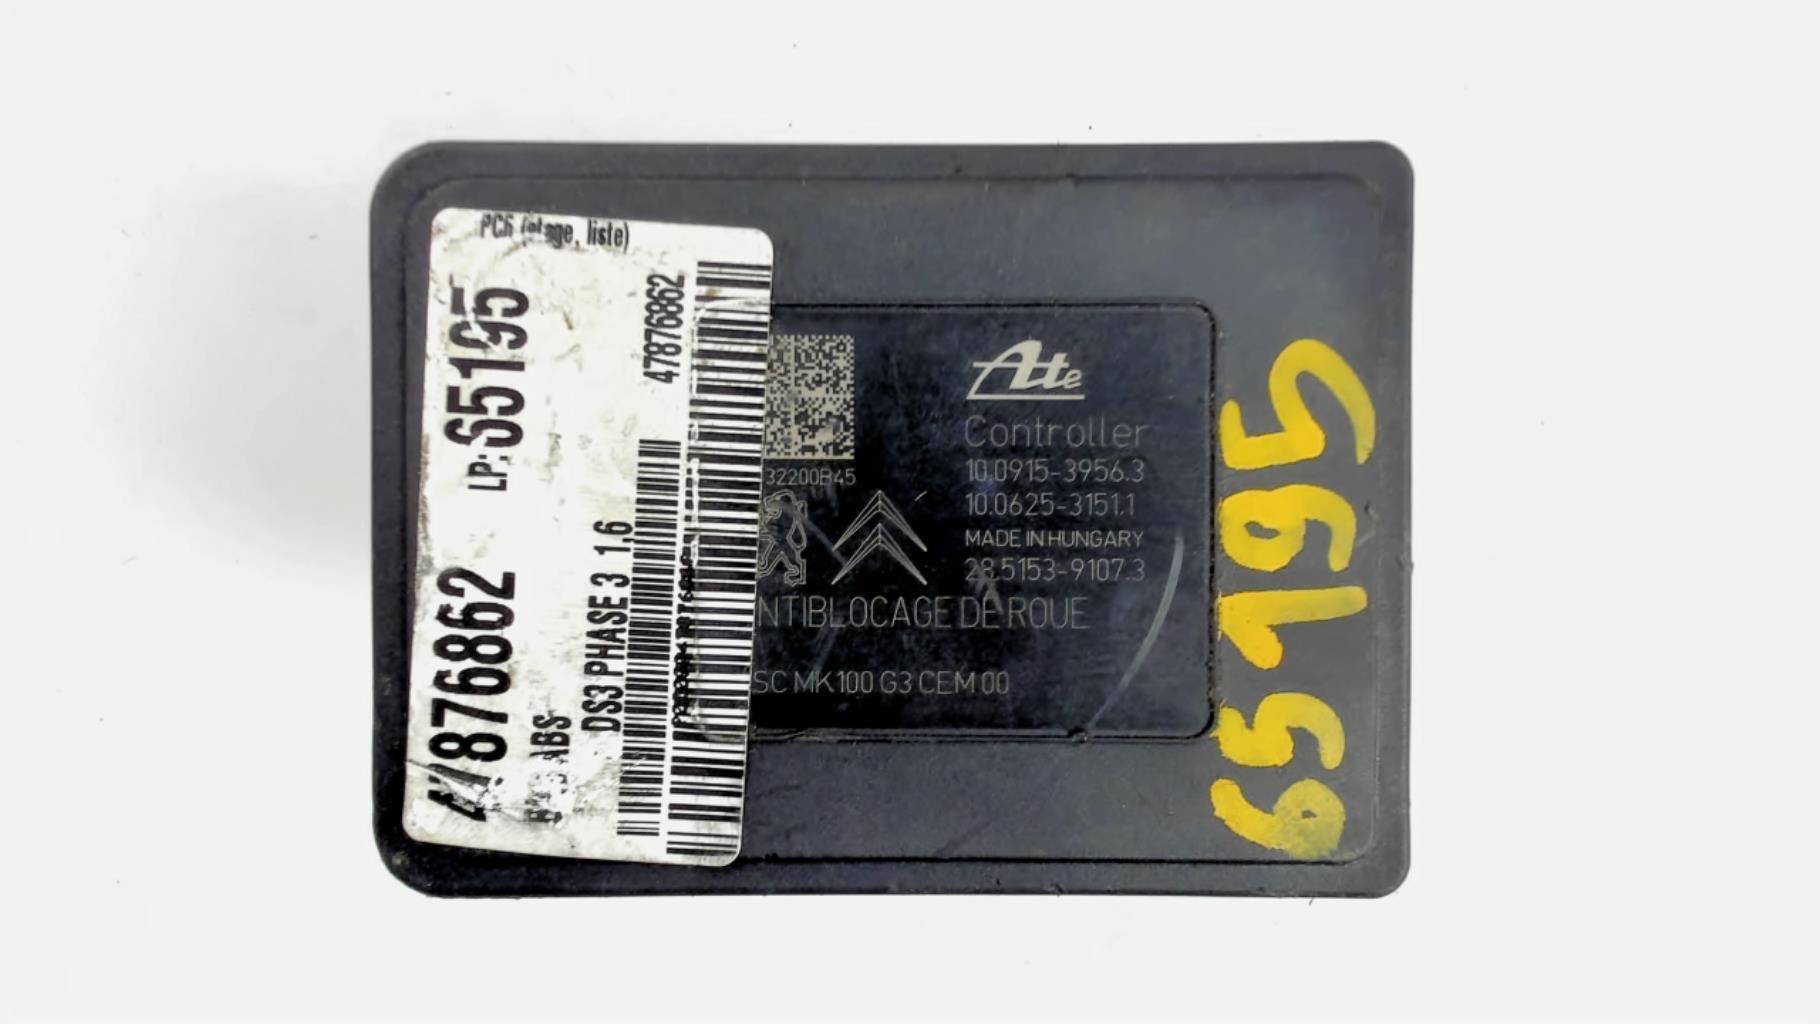 PCR (etage, liste)
47876862 LP:65195
ABS
DS3 PHASE 3 1,6
47876862
32200B45
Ate
Controller
10.0915-3956.3
10.0625-3151.1
MADE IN HUNGARY
28.5153-9107.3
NTIBLOCAGE DE ROUE
SC MK100 G3 CEM 00
65195